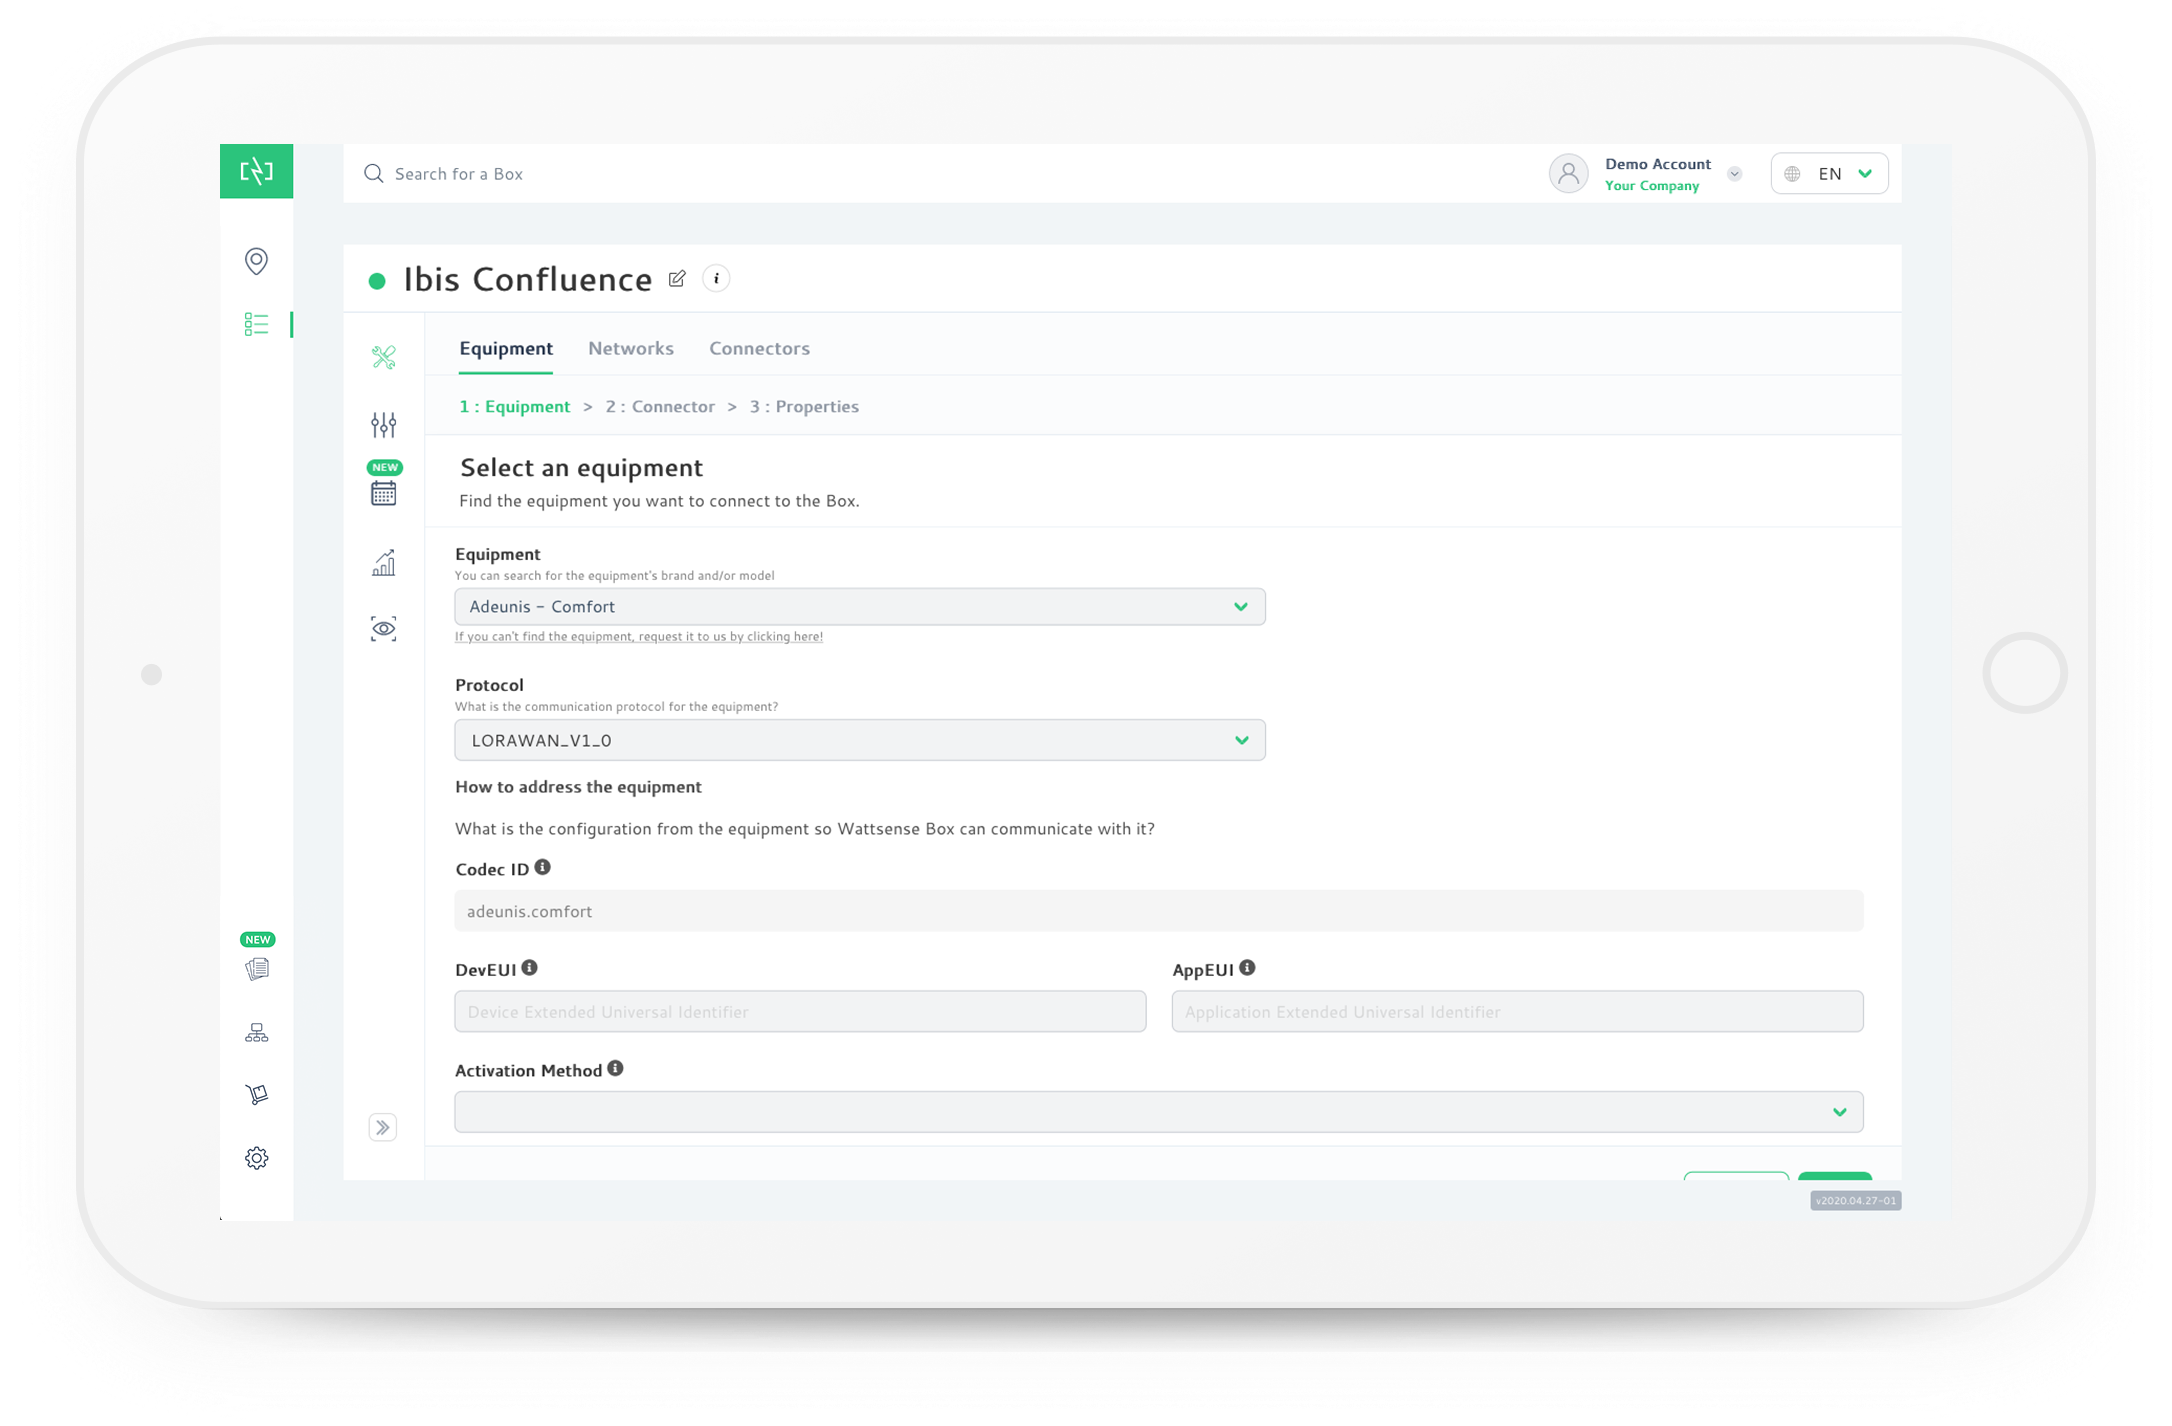 Search for a Box
Demo Account
Your Company
EN
Ibis Confluence
i
Equipment Networks Connectors
1 : Equipment > 2 : Connector > 3 : Properties
NEW
Select an equipment
Find the equipment you want to connect to the Box.
Equipment
You can search for the equipment's brand and/or model
Adeunis - Comfort
If you can't find the equipment, request it to us by clicking here!
Protocol
What is the communication protocol for the equipment?
LORAWAN_V1_0
How to address the equipment
What is the configuration from the equipment so Wattsense Box can communicate with it?
Codec ID
adeunis.comfort
NEW
DevEUI AppEUI
Device Extended Universal Identifier Application Extended Universal Identifier
Activation Method
v2020.04.27-01